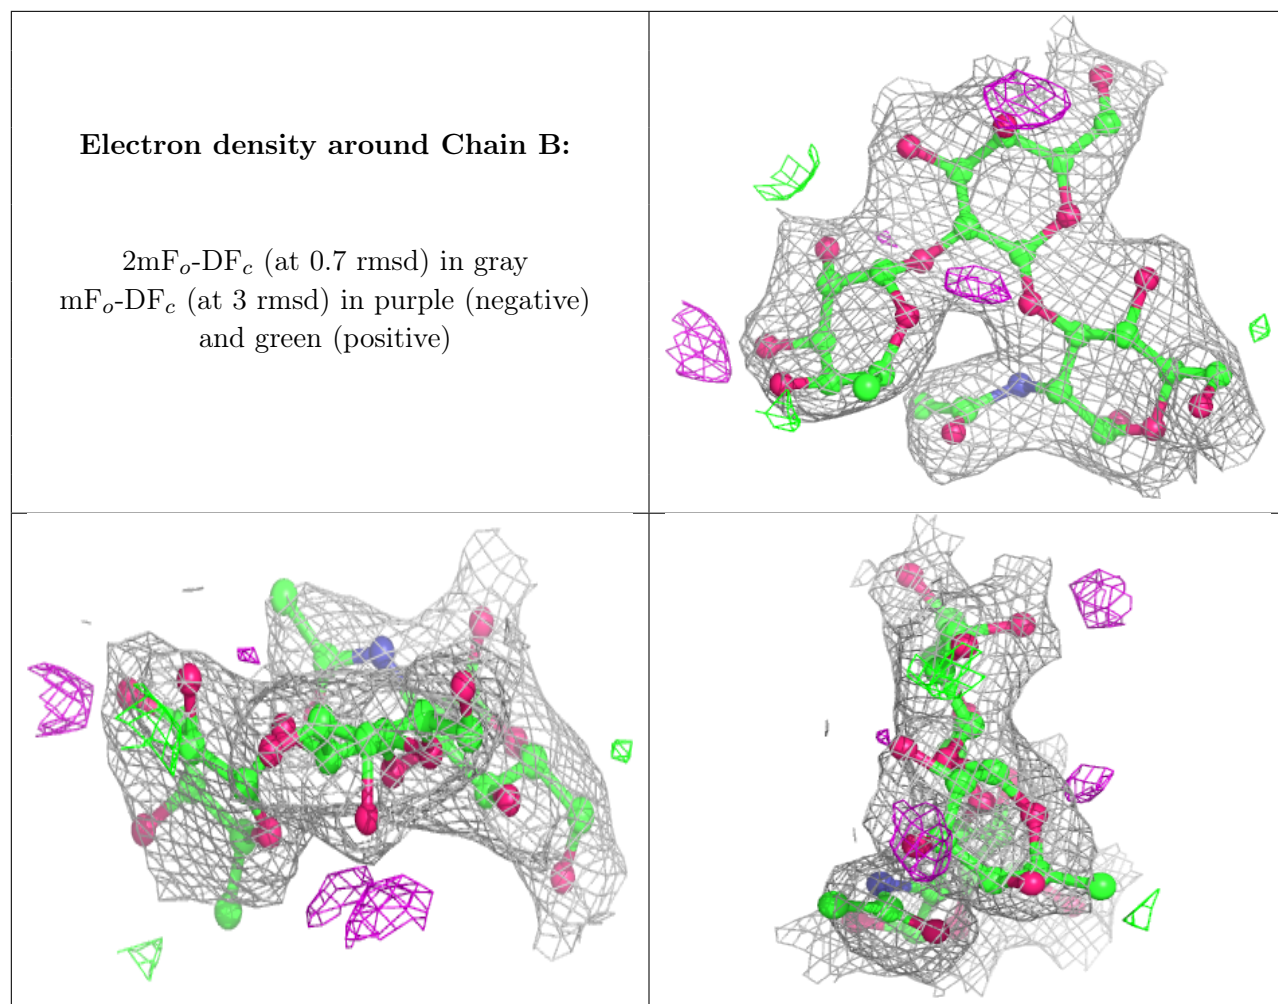 Electron density around Chain B:
2mFo-DFc (at 0.7 rmsd) in gray
mFo-DFc (at 3 rmsd) in purple (negative)
and green (positive)